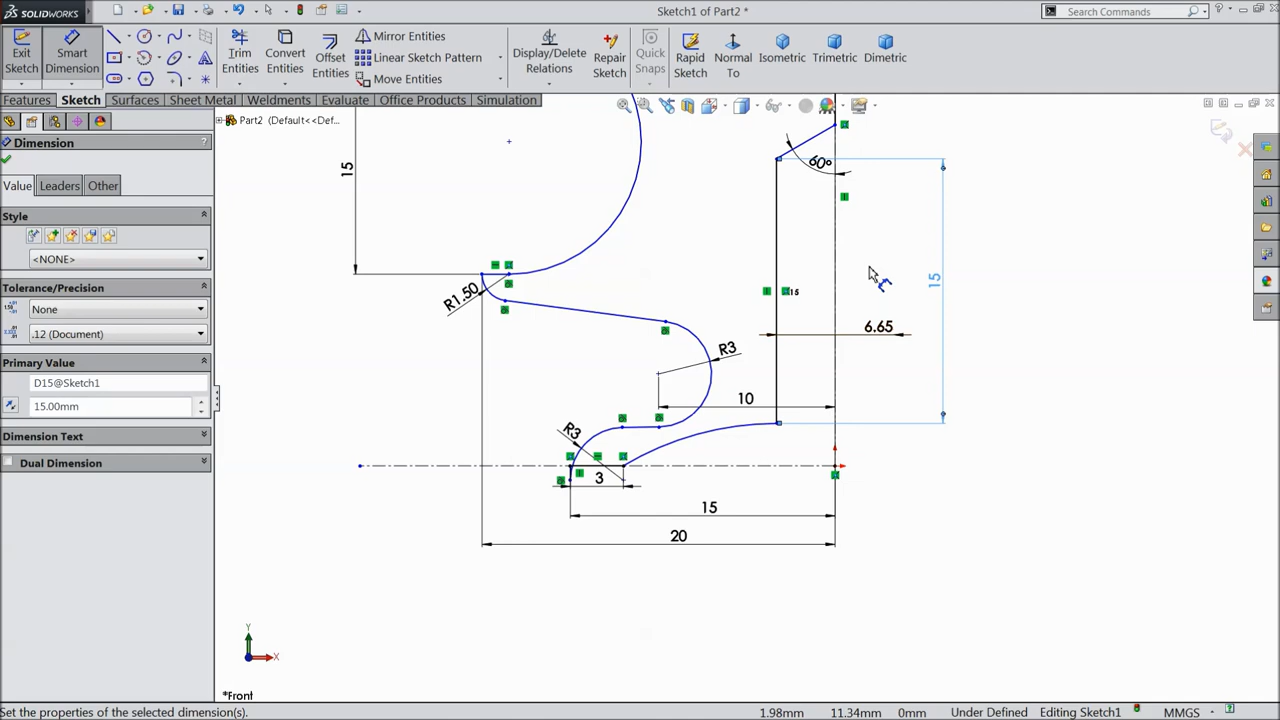 SOLIDWORKS
Sketch1 of Part2 *
Search Commands
Exit Sketch
Smart Dimension
Trim Entities
Convert Entities
Offset Entities
Mirror Entities
Linear Sketch Pattern
Move Entities
Display/Delete Relations
Repair Sketch
Quick Snaps
Rapid Sketch
Normal To
Isometric
Trimetric
Dimetric
Features
Sketch
Surfaces
Sheet Metal
Weldments
Evaluate
Office Products
Simulation
Part2 (Default<<Def...
Dimension
?
Value
Leaders
Other
Style
<NONE>
Tolerance/Precision
None
.12 (Document)
Primary Value
D15@Sketch1
15.00mm
Dimension Text
Dual Dimension
15
60°
R1.50
15
15
6.65
R3
10
R3
3
15
20
Y
X
*Front
Set the properties of the selected dimension(s).
1.98mm
11.34mm
0mm
Under Defined
Editing Sketch1
MMGS